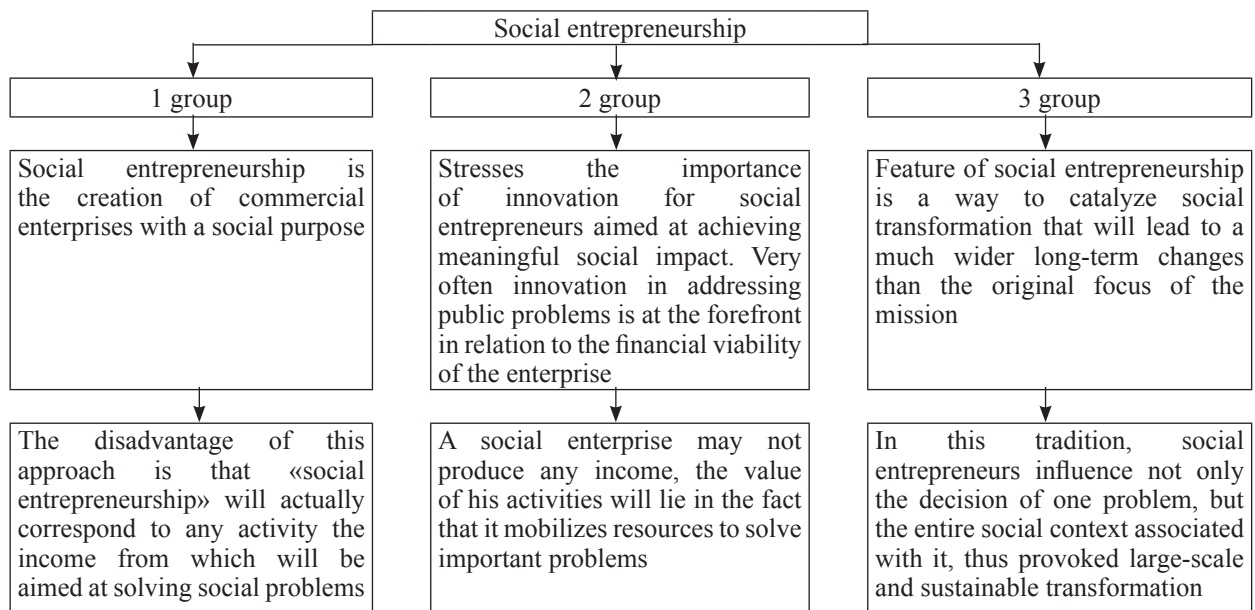 Social entrepreneurship
1 group
2 group
3 group
Social entrepreneurship is
the creation of commercial
enterprises with a social purpose
Stresses the importance
of innovation for social
entrepreneurs aimed at achieving
meaningful social impact. Very
often innovation in addressing
public problems is at the forefront
in relation to the financial viability
of the enterprise
Feature of social entrepreneurship
is a way to catalyze social
transformation that will lead to a
much wider long-term changes
than the original focus of the
mission
The disadvantage of this
approach is that «social
entrepreneurship» will actually
correspond to any activity the
income from which will be
aimed at solving social problems
A social enterprise may not
produce any income, the value
of his activities will lie in the fact
that it mobilizes resources to solve
important problems
In this tradition, social
entrepreneurs influence not only
the decision of one problem, but
the entire social context associated
with it, thus provoked large-scale
and sustainable transformation